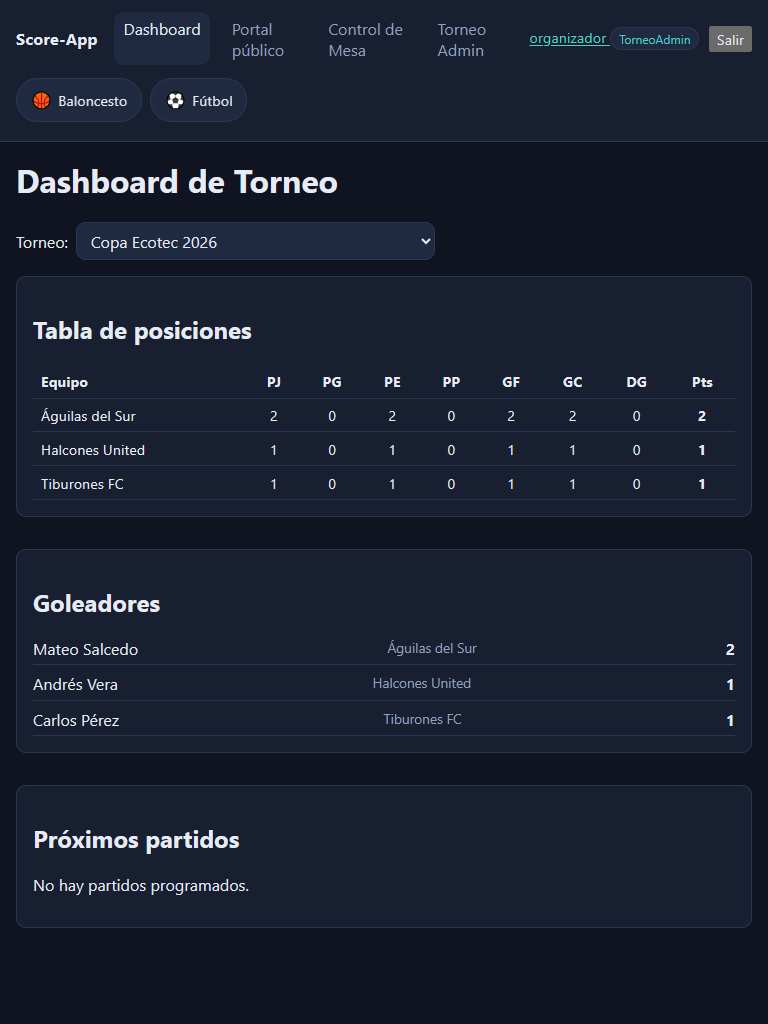 Score-App
Dashboard
Portal público
Control de Mesa
Torneo Admin
organizador
TorneoAdmin
Salir
Baloncesto
Fútbol
Dashboard de Torneo
Torneo: Copa Ecotec 2026
Tabla de posiciones
Equipo PJ PG PE PP GF GC DG Pts
Águilas del Sur 2 0 2 0 2 2 0 2
Halcones United 1 0 1 0 1 1 0 1
Tiburones FC 1 0 1 0 1 1 0 1
Goleadores
Mateo Salcedo Águilas del Sur 2
Andrés Vera Halcones United 1
Carlos Pérez Tiburones FC 1
Próximos partidos
No hay partidos programados.